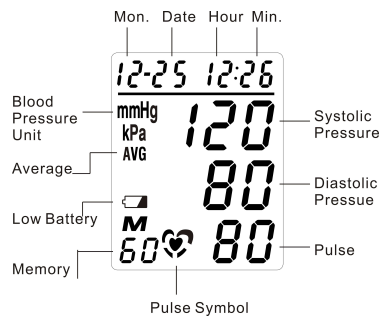 Mon. Date Hour Min.
12-25 12:26
Blood
Pressure
Unit
mmHg
kPa
AVG
120
Systolic
Pressure
Average
80
Diastolic
Pressue
Low Battery
M
60
80
Pulse
Memory
Pulse Symbol